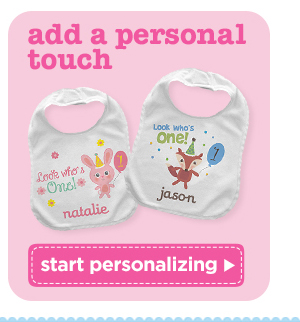 add a personal
touch
Look who's
One!
1
natalie
Look who's
one!
1
jason
start personalizing ▶